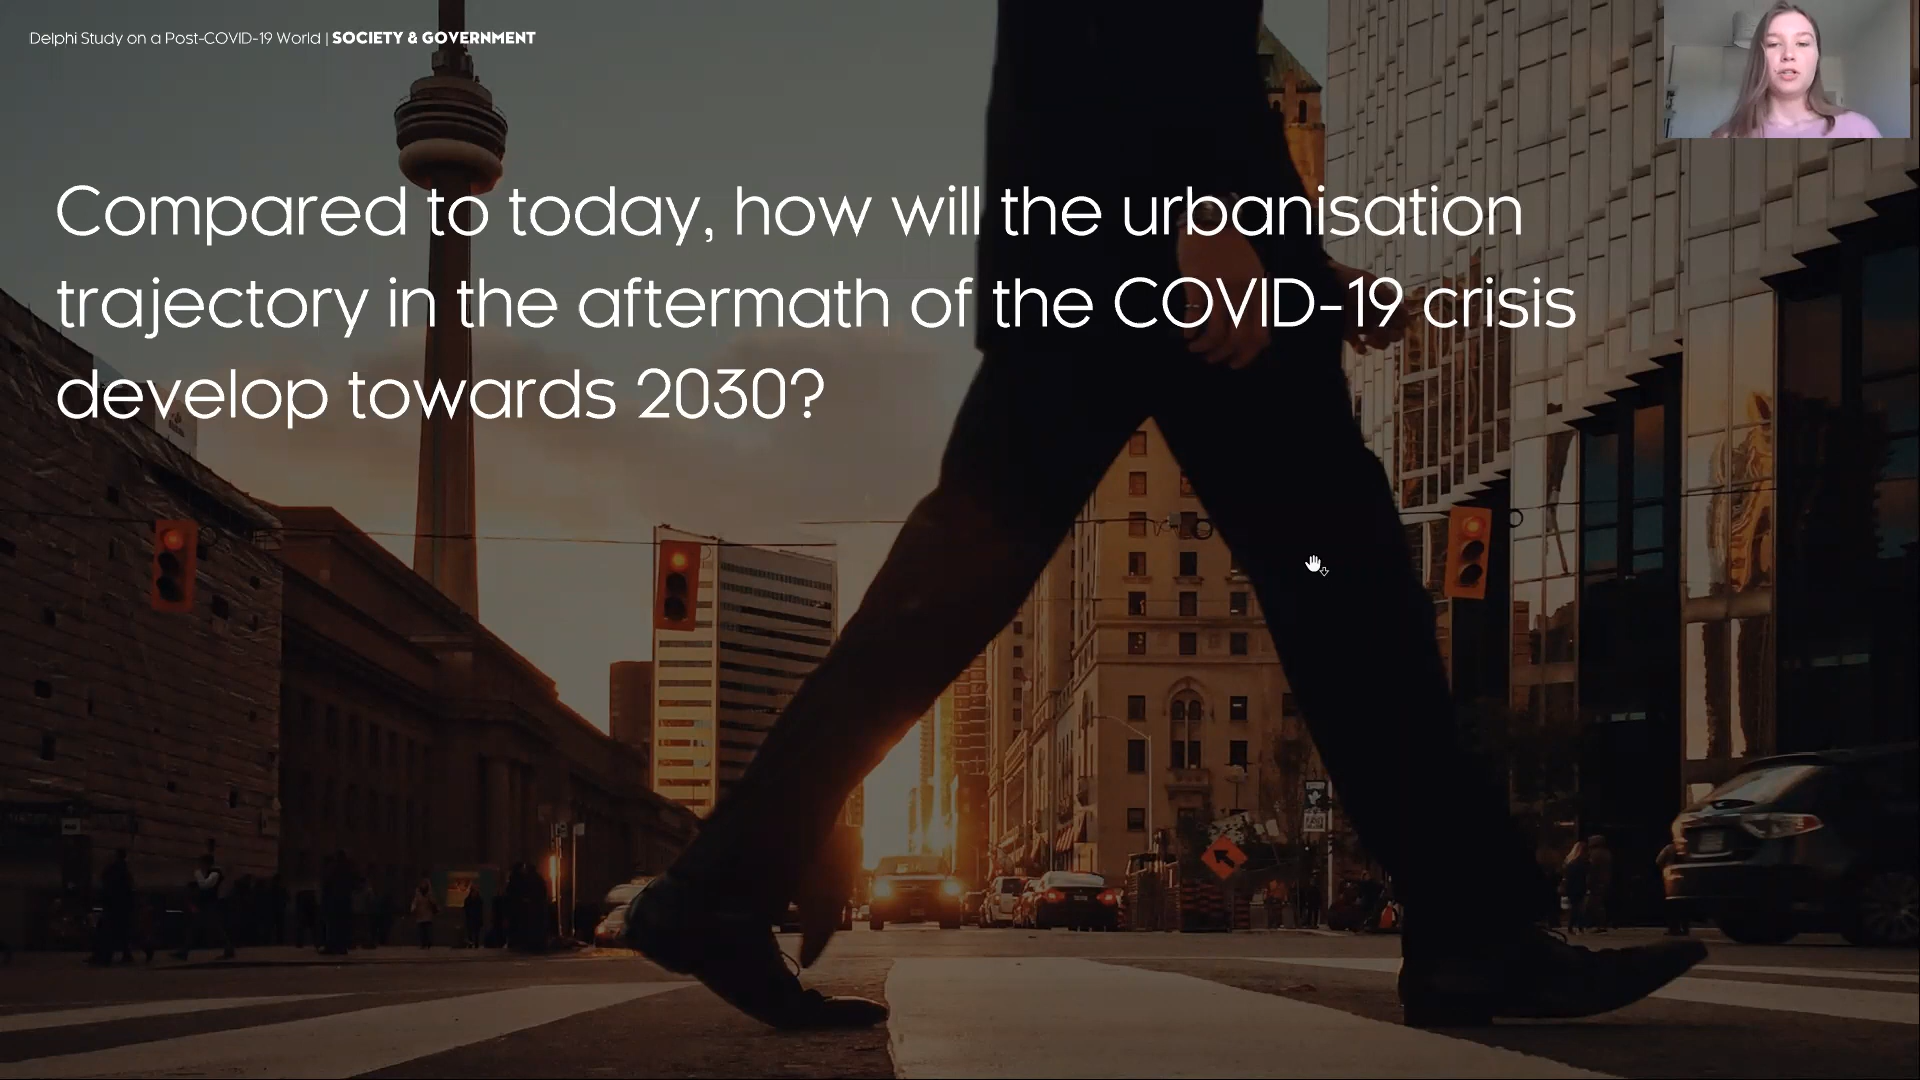 Delphi Study on a Post-COVID-19 World | SOCIETY & GOVERNMENT
Compared to today, how will the urbanisation
trajectory in the aftermath of the COVID-19 crisis
develop towards 2030?